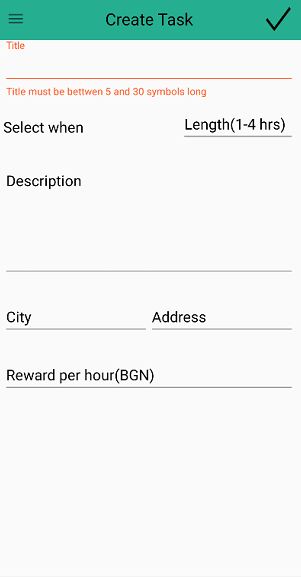 Create Task
Title
Title must be bettwen 5 and 30 symbols long
Select when
Length(1-4 hrs)
Description
City
Address
Reward per hour(BGN)